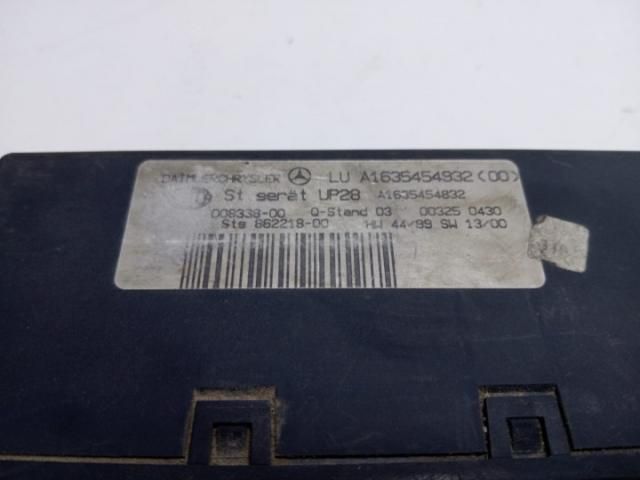 DAIMLERCHRYSLER LU A1635454932 (00)
St gerät UP28 A1635454832
008338-00 Q-Stand 03 00325 0430
Sts 862218-00 HW 44/99 SW 13/00